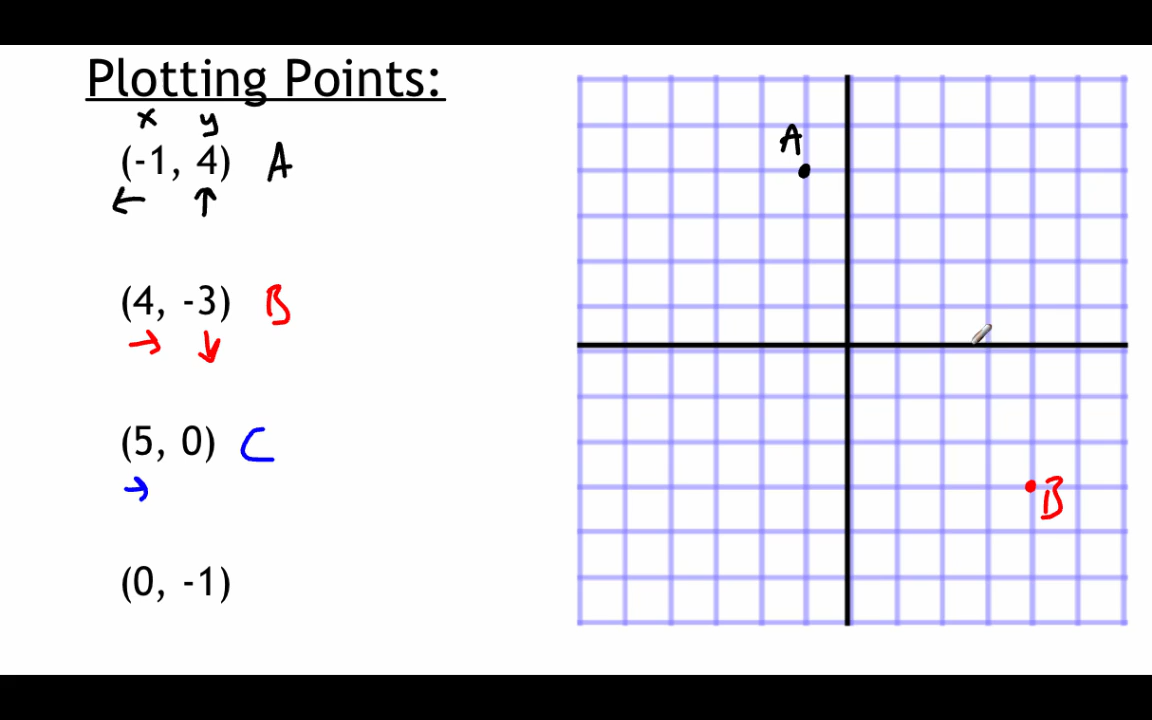 Plotting Points:
x y
(-1, 4) A
(4, -3) B
(5, 0) C
(0, -1)
A
B